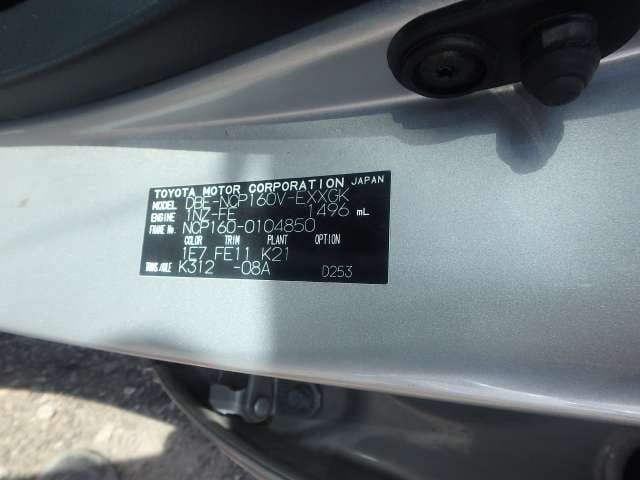 TOYOTA MOTOR CORPORATION JAPAN
MODEL DBE-NCP160V-EXXGK
1NZ-FE 1496 mL
FRAME No. NCP160-0104850
COLOR TRIM PLANT OPTION
1E7 FE11 K21
TRANS/AXLE K312 -08A D253